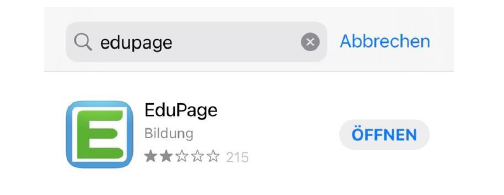 edupage
Abbrechen
EduPage
Bildung
215
ÖFFNEN
E